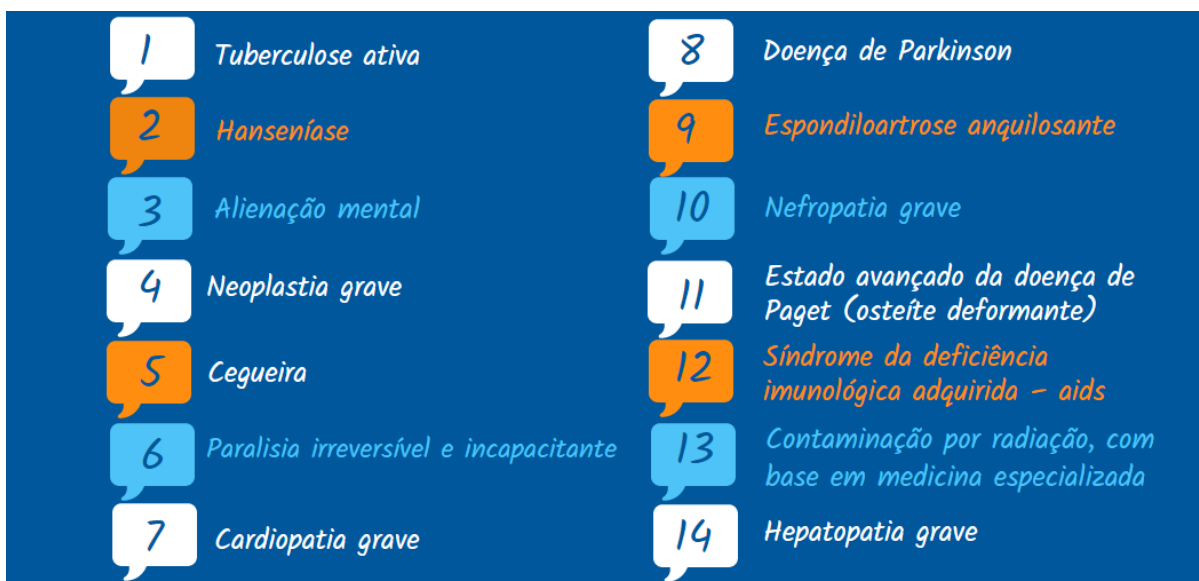 1 Tuberculose ativa
2 Hanseníase
3 Alienação mental
4 Neoplastia grave
5 Cegueira
6 Paralisia irreversível e incapacitante
7 Cardiopatia grave
8 Doença de Parkinson
9 Espondiloartrose anquilosante
10 Nefropatia grave
11 Estado avançado da doença de
Paget (osteíte deformante)
12 Síndrome da deficiência
imunológica adquirida – aids
13 Contaminação por radiação, com
base em medicina especializada
14 Hepatopatia grave